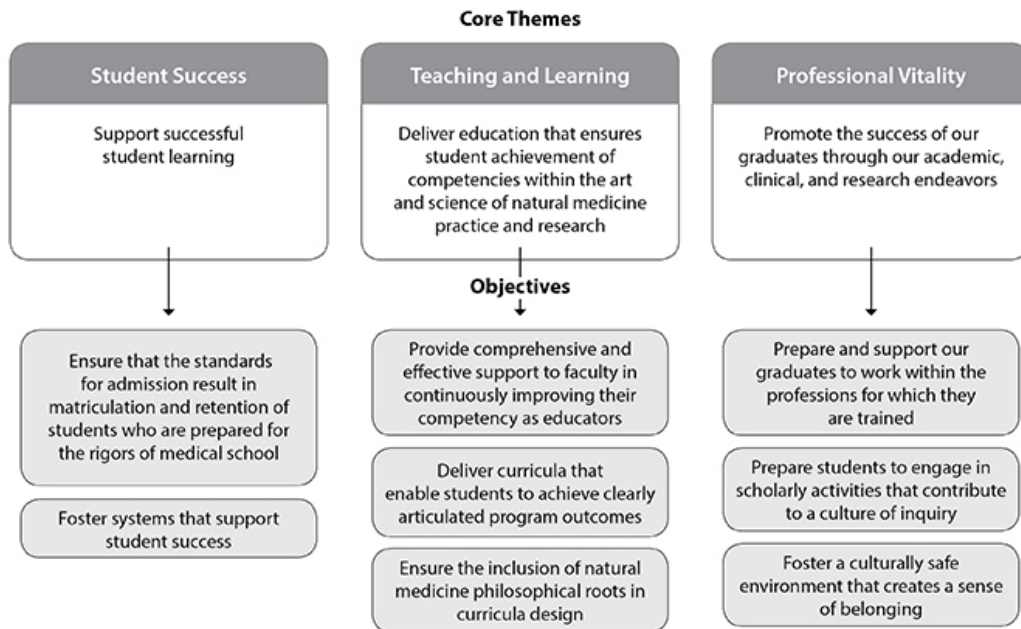 Core Themes
Student Success
Support successful
student learning
Teaching and Learning
Deliver education that ensures
student achievement of
competencies within the art
and science of natural medicine
practice and research
Professional Vitality
Promote the success of our
graduates through our academic,
clinical, and research endeavors
Objectives
Ensure that the standards
for admission result in
matriculation and retention of
students who are prepared for
the rigors of medical school
Foster systems that support
student success
Provide comprehensive and
effective support to faculty in
continuously improving their
competency as educators
Deliver curricula that
enable students to achieve clearly
articulated program outcomes
Ensure the inclusion of natural
medicine philosophical roots in
curricula design
Prepare and support our
graduates to work within the
professions for which they
are trained
Prepare students to engage in
scholarly activities that contribute
to a culture of inquiry
Foster a culturally safe
environment that creates a sense
of belonging